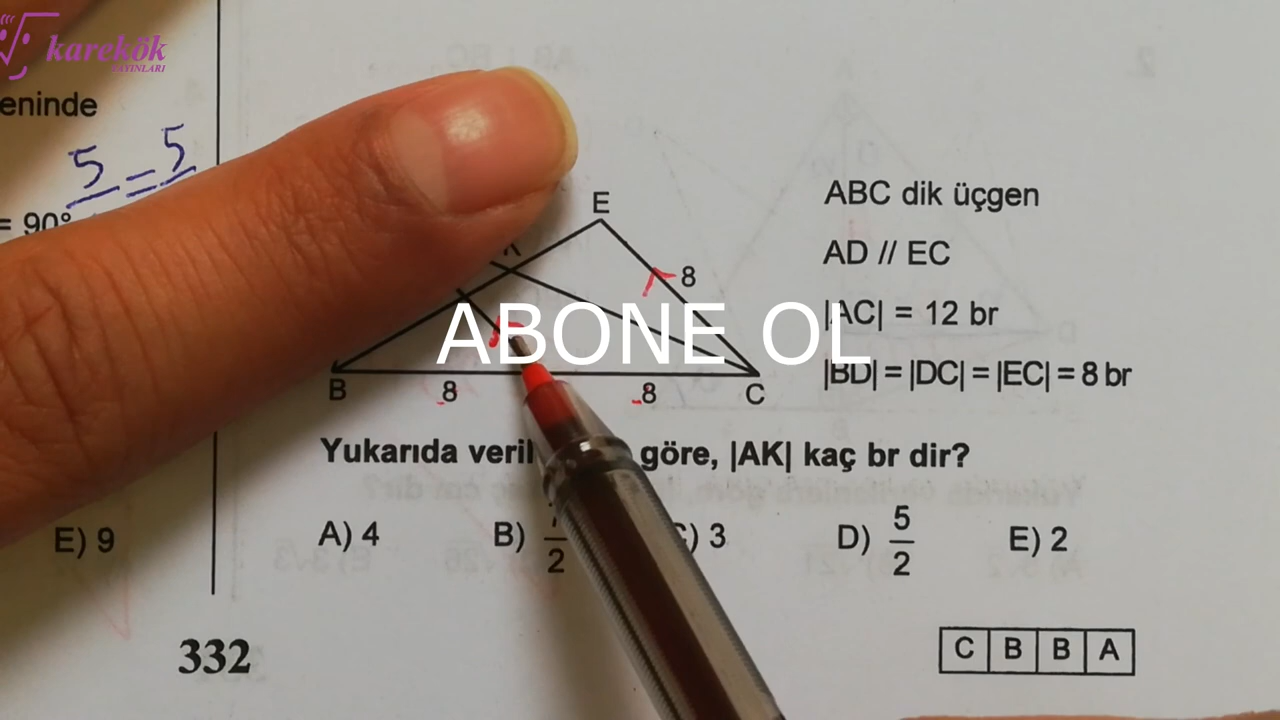 karekök
YAYINLARI
eninde
5 = 5
= 90°
E) 9
E
8
B
8
8
C
ABC dik üçgen
AD // EC
|AC| = 12 br
|BD| = |DC| = |EC| = 8 br
ABONE OL
Yukarıda veril göre, |AK| kaç br dir?
A) 4 B) 2 C) 3 D) 5/2 E) 2
332
C B B A